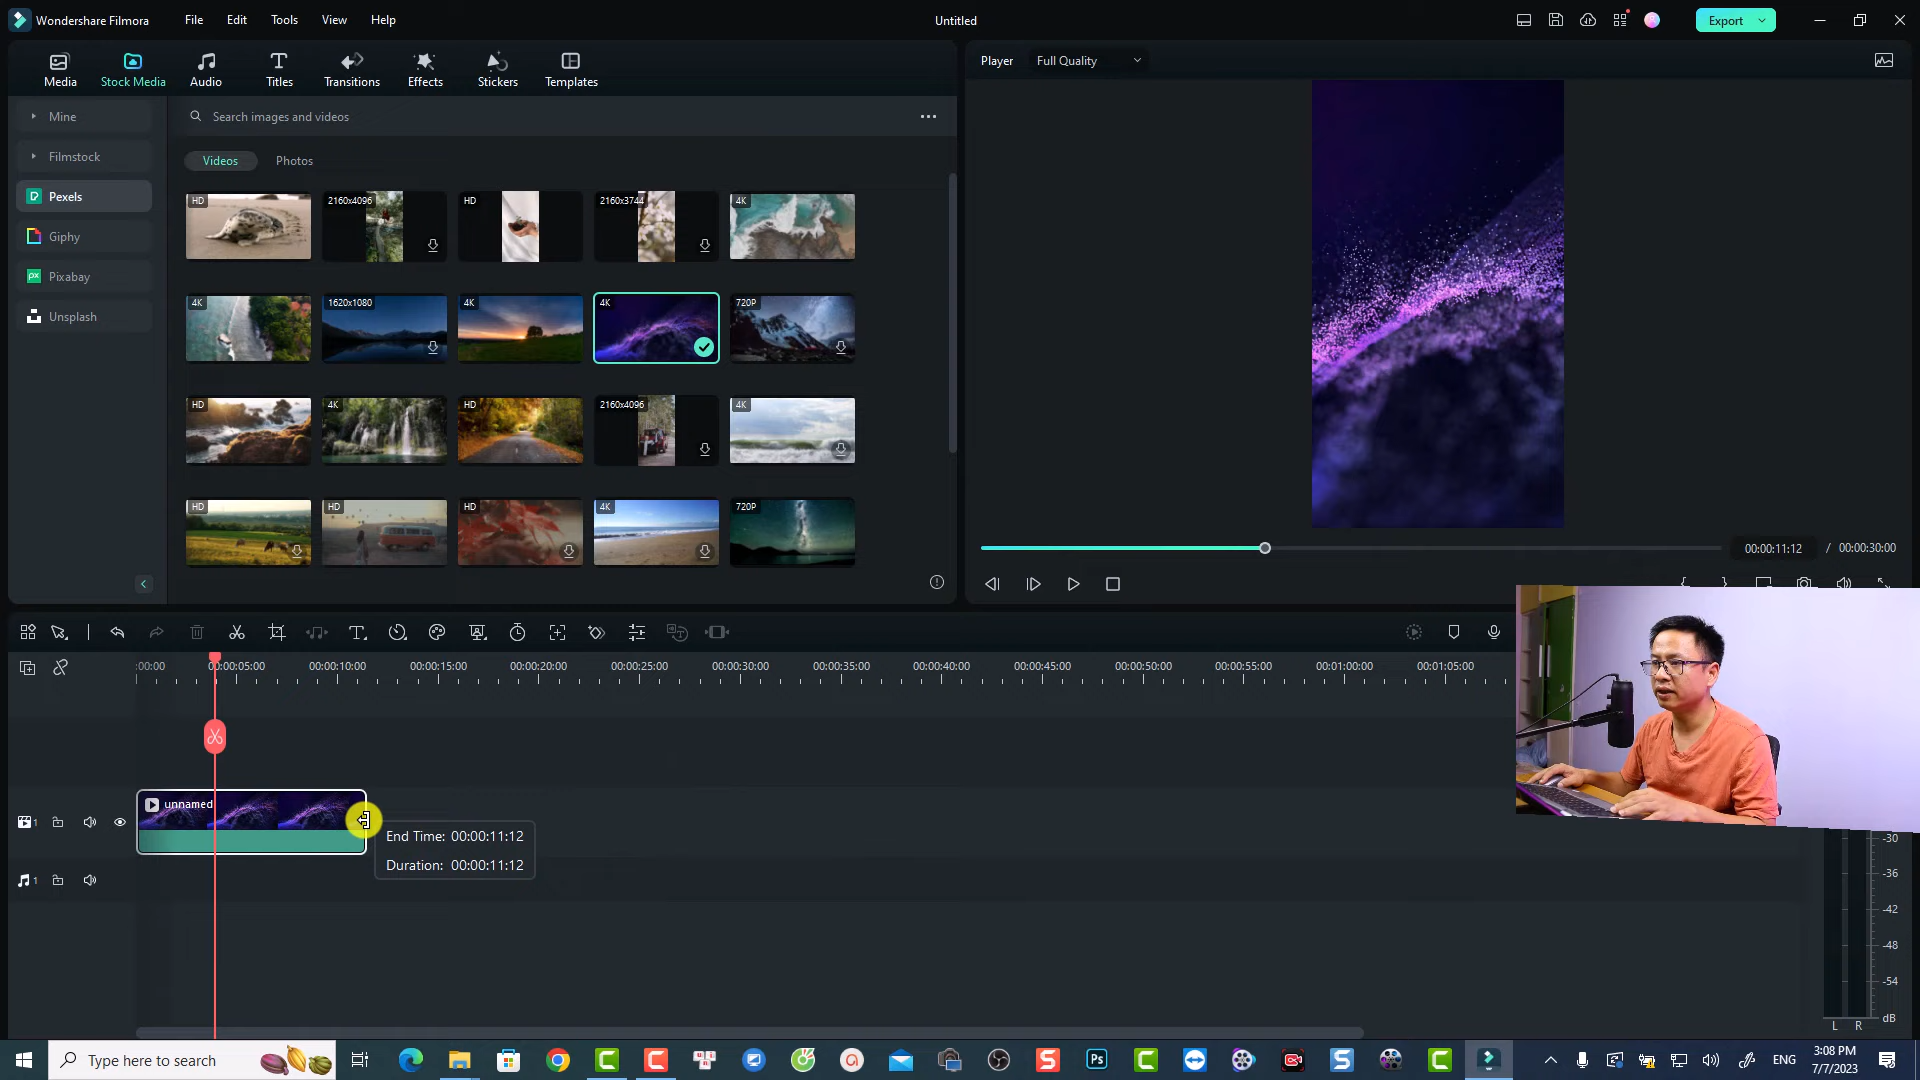 Wondershare Filmora File Edit Tools View Help Untitled Export
Media Stock Media Audio Titles Transitions Effects Stickers Templates
Player Full Quality
Mine
Filmstock
Pexels
Giphy
Pixabay
Unsplash
Search images and videos
Videos Photos
HD 2160x4096 HD 2160x3744 4K
4K 1620x1080 4K 4K 720P
HD 4K HD 2160x4096 4K
HD HD HD 4K 720P
00:00:11:12 / 00:00:30:00
:00:00 00:00:05:00 00:00:10:00 00:00:15:00 00:00:20:00 00:00:25:00 00:00:30:00 00:00:35:00 00:00:40:00 00:00:45:00 00:00:50:00 00:00:55:00 00:01:00:00 00:01:05:00
unnamed
End Time: 00:00:11:12
Duration: 00:00:11:12
1
1
-30
-36
-42
-48
-54
dB
L R
Type here to search
Ps
ENG
3:08 PM
7/7/2023